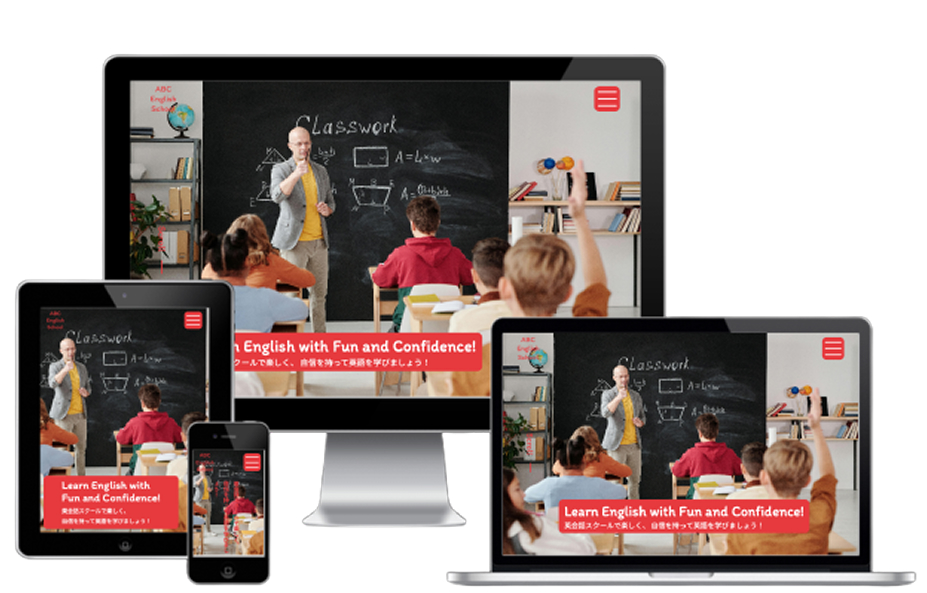 ABC
English
School
Classwork
A=L×w
English with Fun and Confidence!
クールで楽しく、自信を持って英語を学びましょう！
ABC
English
School
Classwork
A=L×w
Learn English with
Fun and Confidence!
英会話スクールで楽しく、
自信を持って英語を学びましょう！
ABC
ABC
English
School
Classwork
A=L×w
Learn English with Fun and Confidence!
英会話スクールで楽しく、自信を持って英語を学びましょう！